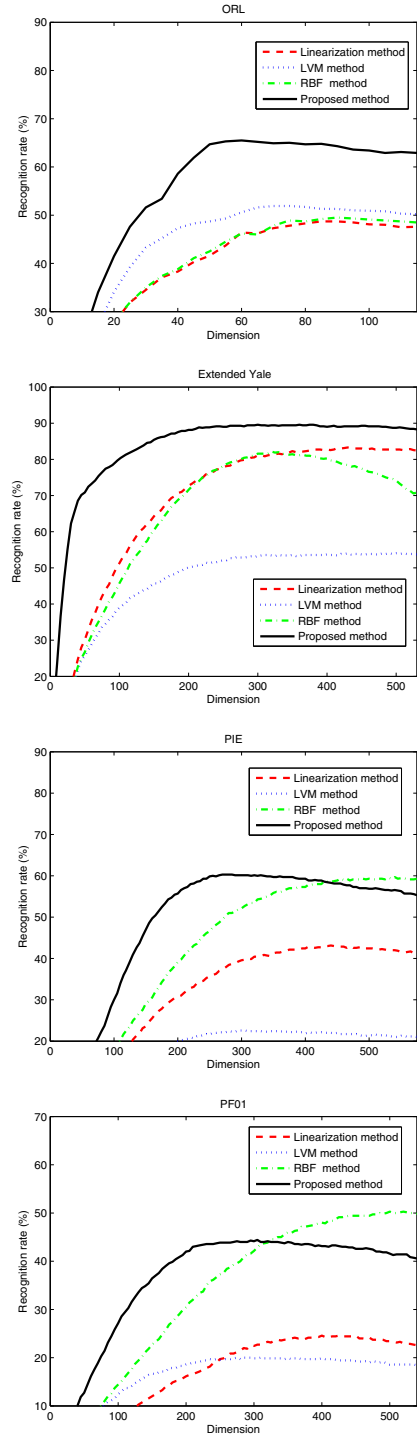 ORL
90
80
70
60
50
40
30
0
20
40
60
80
100
Recognition rate (%)
Dimension
Linearization method
LVM method
RBF method
Proposed method
Extended Yale
100
90
80
70
60
50
40
30
20
0
100
200
300
400
500
Recognition rate (%)
Dimension
Linearization method
LVM method
RBF method
Proposed method
PIE
90
80
70
60
50
40
30
20
0
100
200
300
400
500
Recognition rate (%)
Dimension
Linearization method
LVM method
RBF method
Proposed method
PF01
70
60
50
40
30
20
10
0
100
200
300
400
500
Recognition rate (%)
Dimension
Linearization method
LVM method
RBF method
Proposed method